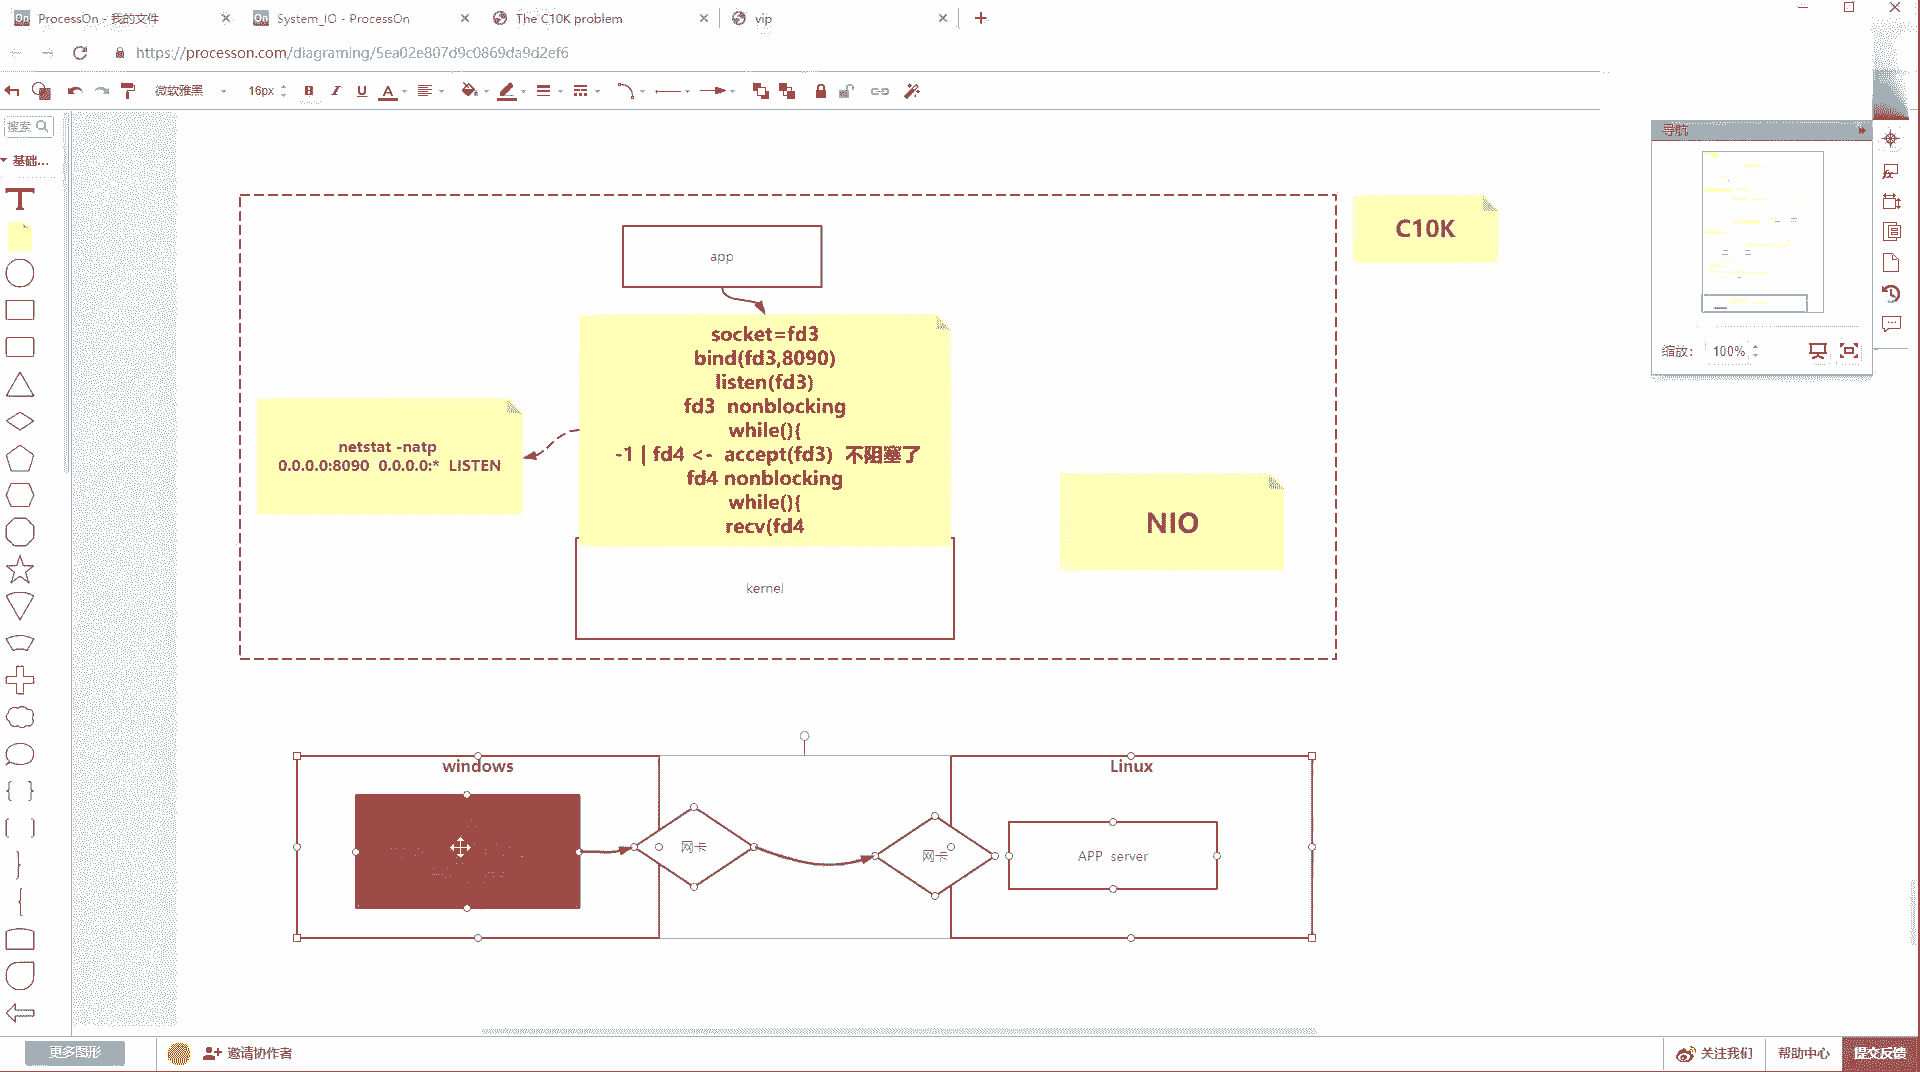 ProcessOn - 我的文件
System_IO - ProcessOn
The C10K problem
vip
https://processon.com/diagraming/5ea02e807d9c0869da9d2ef6
微软雅黑
16px
搜索
基础...
导航
缩放:
100%
C10K
app
socket=fd3
bind(fd3,8090)
listen(fd3)
fd3 nonblocking
while(){
-1 | fd4 <- accept(fd3) 不阻塞了
fd4 nonblocking
while(){
recv(fd4
netstat -natp
0.0.0.0:8090 0.0.0.0:* LISTEN
NIO
kernel
windows
网卡
网卡
Linux
APP server
更多图形
邀请协作者
关注我们
帮助中心
提交反馈